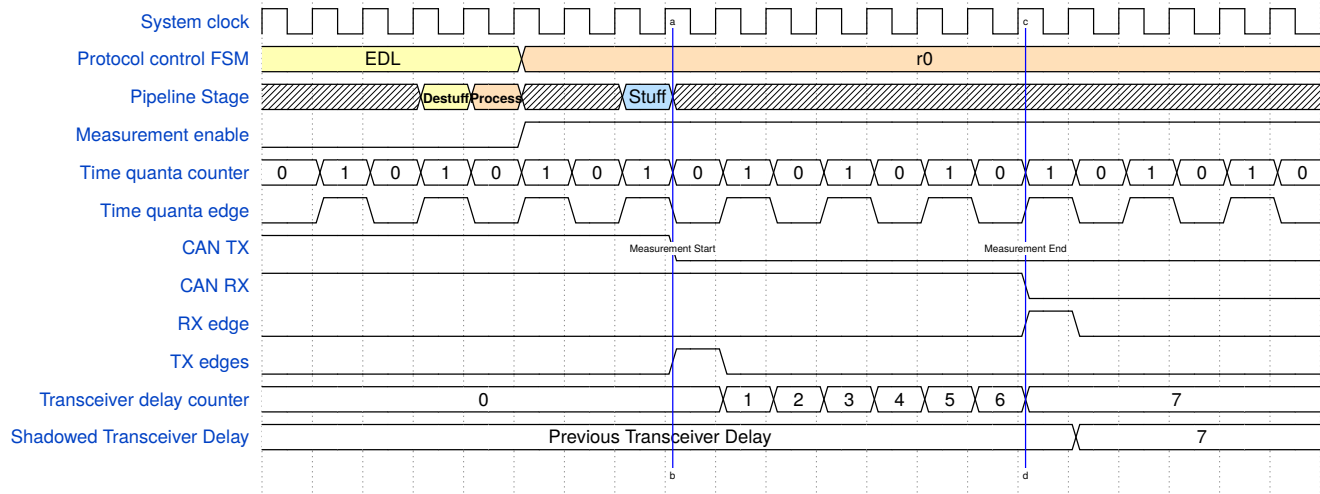 System clock a c
Protocol control FSM EDL r0
Pipeline Stage Destuff Process Stuff
Measurement enable
Time quanta counter 0 1 0 1 0 1 0 1 0 1 0 1 0 1 0 1 0 1 0 1 0
Time quanta edge
CAN TX Measurement Start Measurement End
CAN RX
RX edge
TX edges
Transceiver delay counter 0 1 2 3 4 5 6 7
Shadowed Transceiver Delay Previous Transceiver Delay 7
b d